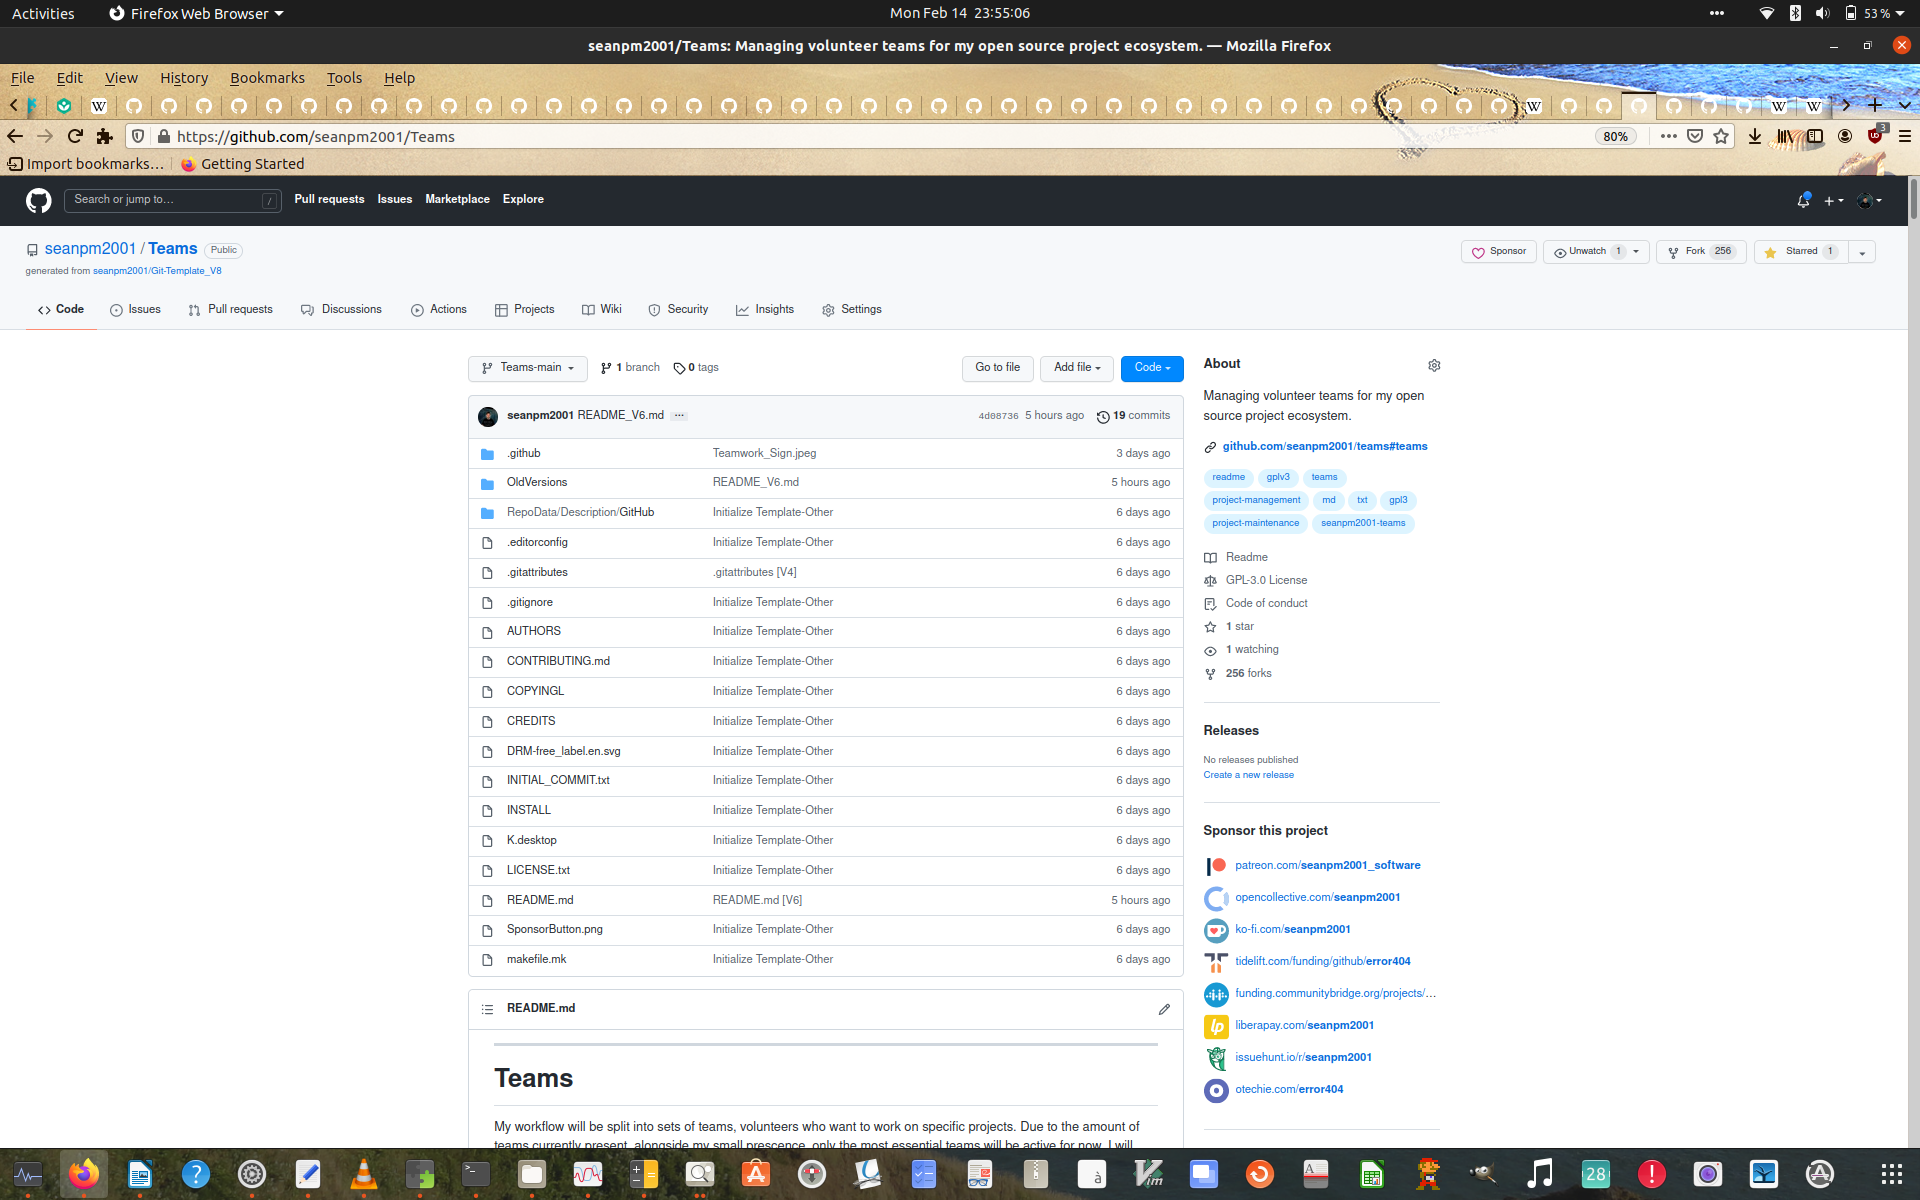 Activities Firefox Web Browser Mon Feb 14 23:55:06 53 %
seanpm2001/Teams: Managing volunteer teams for my open source project ecosystem. — Mozilla Firefox
File Edit View History Bookmarks Tools Help
https://github.com/seanpm2001/Teams 80% 3
Import bookmarks… Getting Started
Search or jump to… / Pull requests Issues Marketplace Explore
seanpm2001 / Teams Public Sponsor Unwatch 1 Fork 256 Starred 1
generated from seanpm2001/Git-Template_V8
Code Issues Pull requests Discussions Actions Projects Wiki Security Insights Settings
Teams-main 1 branch 0 tags Go to file Add file Code
seanpm2001 README_V6.md ... 4d08736 5 hours ago 19 commits
.github Teamwork_Sign.jpeg 3 days ago
OldVersions README_V6.md 5 hours ago
RepoData/Description/GitHub Initialize Template-Other 6 days ago
.editorconfig Initialize Template-Other 6 days ago
.gitattributes .gitattributes [V4] 6 days ago
.gitignore Initialize Template-Other 6 days ago
AUTHORS Initialize Template-Other 6 days ago
CONTRIBUTING.md Initialize Template-Other 6 days ago
COPYINGL Initialize Template-Other 6 days ago
CREDITS Initialize Template-Other 6 days ago
DRM-free_label.en.svg Initialize Template-Other 6 days ago
INITIAL_COMMIT.txt Initialize Template-Other 6 days ago
INSTALL Initialize Template-Other 6 days ago
K.desktop Initialize Template-Other 6 days ago
LICENSE.txt Initialize Template-Other 6 days ago
README.md README.md [V6] 5 hours ago
SponsorButton.png Initialize Template-Other 6 days ago
makefile.mk Initialize Template-Other 6 days ago
README.md
Teams
My workflow will be split into sets of teams, volunteers who want to work on specific projects. Due to the amount of
teams currently present, alongside my small prescence, only the most essential teams will be active for now. I will
About
Managing volunteer teams for my open
source project ecosystem.
github.com/seanpm2001/teams#teams
readme gplv3 teams
project-management md txt gpl3
project-maintenance seanpm2001-teams
Readme
GPL-3.0 License
Code of conduct
1 star
1 watching
256 forks
Releases
No releases published
Create a new release
Sponsor this project
patreon.com/seanpm2001_software
opencollective.com/seanpm2001
ko-fi.com/seanpm2001
tidelift.com/funding/github/error404
funding.communitybridge.org/projects/…
liberapay.com/seanpm2001
issuehunt.io/r/seanpm2001
otechie.com/error404
28